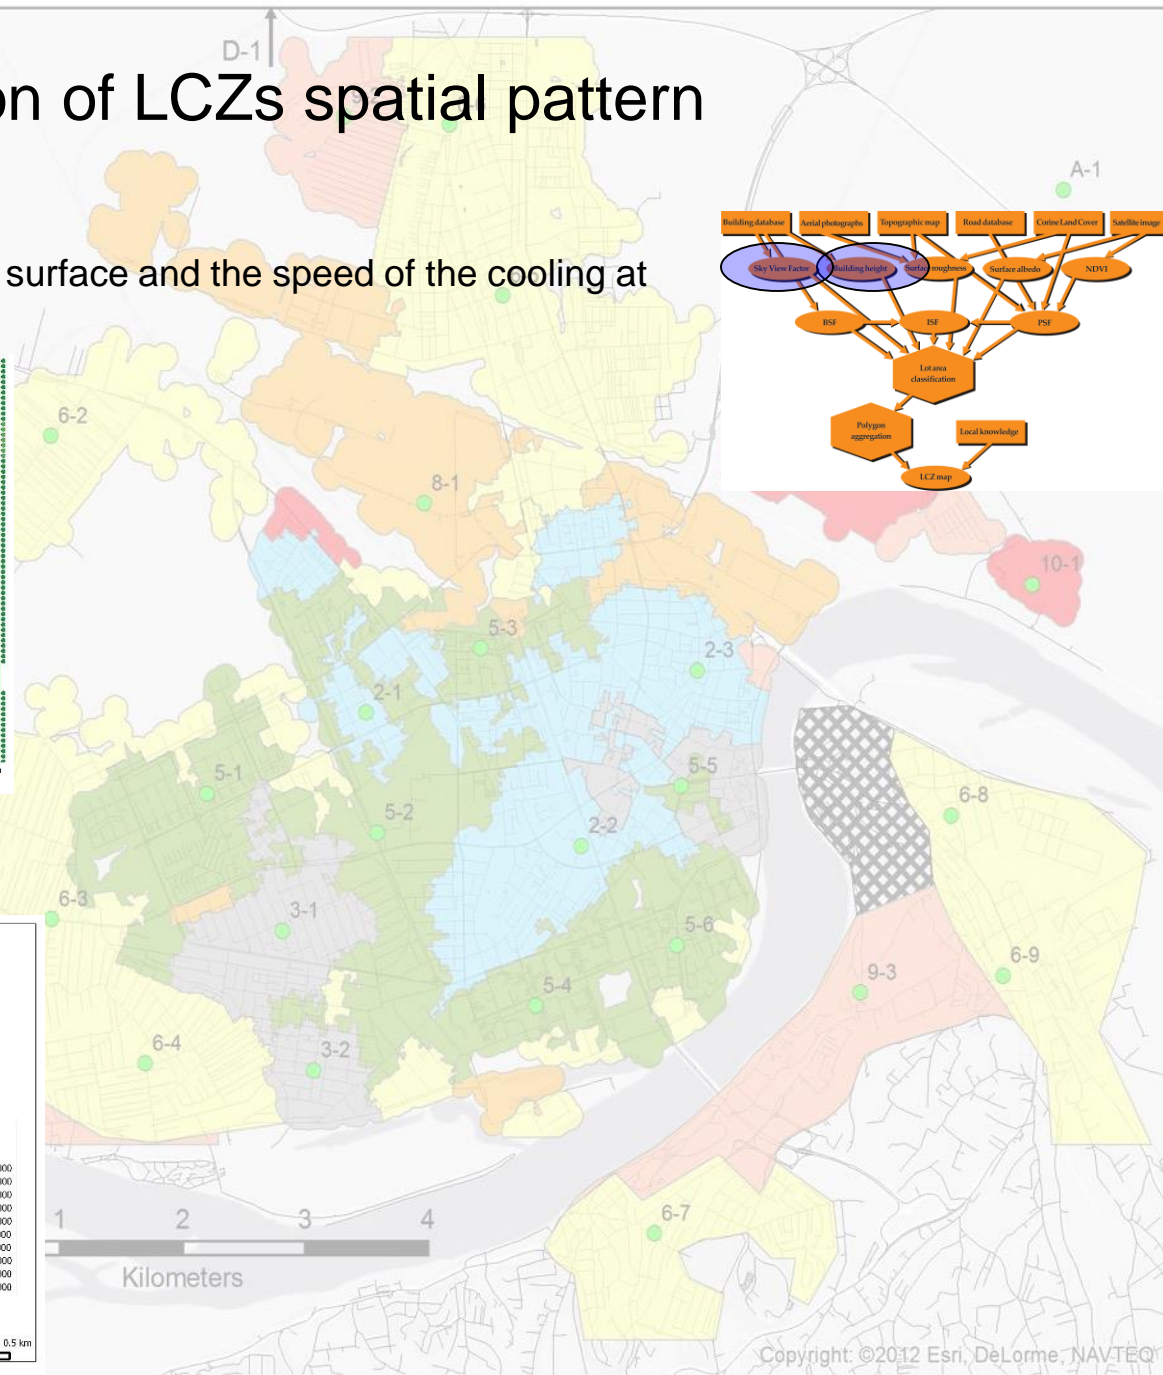 D-1
on of LCZs spatial pattern
A-1
Building database
Aerial photographs
Topographic map
Road database
Corine Land Cover
Satellite image
surface and the speed of the cooling at
Sky View Factor
Building height
Surface roughness
Surface albedo
NDVI
BSF
ISF
PSF
Lot area
classification
6-2
Polygon
aggregation
Local knowledge
LCZ map
8-1
10-1
5-3
2-3
2-1
5-1
5-5
6-8
5-2
2-2
6-3
3-1
5-6
6-9
9-3
5-4
6-4
3-2
6-7
1 2 3 4
Kilometers
0.5 km
Copyright: ©2012 Esri, DeLorme, NAVTEQ